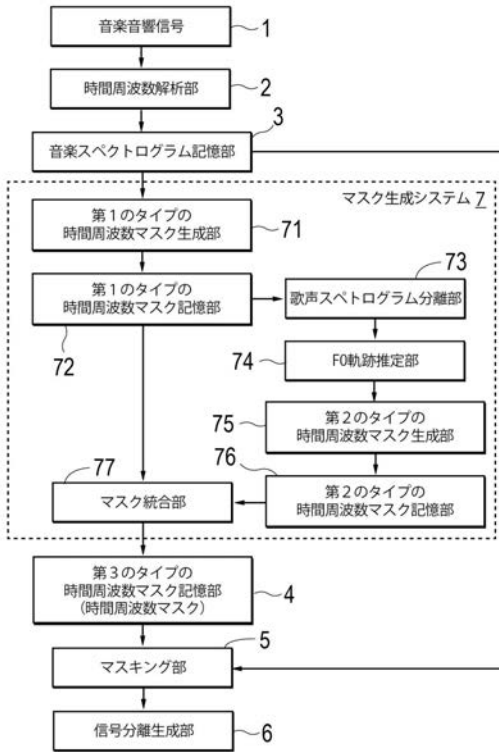 音楽音響信号
1
時間周波数解析部
2
3
音楽スペクトログラム記憶部
マスク生成システム 7
第1のタイプの
時間周波数マスク生成部
71
73
第1のタイプの
時間周波数マスク記憶部
歌声スペトログラム分離部
72
74
F0軌跡推定部
75
第2のタイプの
時間周波数マスク生成部
77
76
マスク統合部
第2のタイプの
時間周波数マスク記憶部
第3のタイプの
時間周波数マスク記憶部
(時間周波数マスク)
4
5
マスキング部
信号分離生成部
6